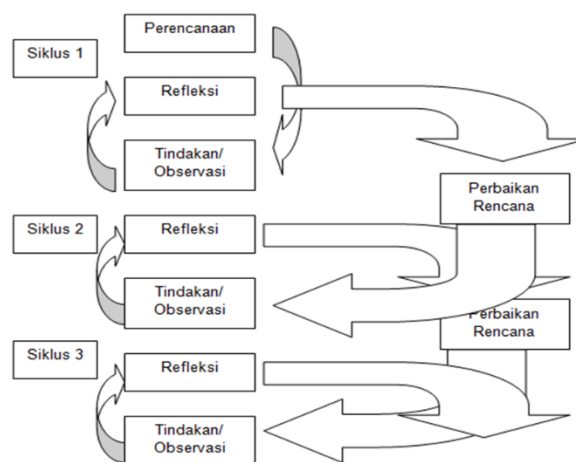 Siklus 1
Perencanaan
Refleksi
Tindakan/
Observasi
Perbaikan
Rencana
Siklus 2
Refleksi
Tindakan/
Observasi
Perbaikan
Rencana
Siklus 3
Refleksi
Tindakan/
Observasi